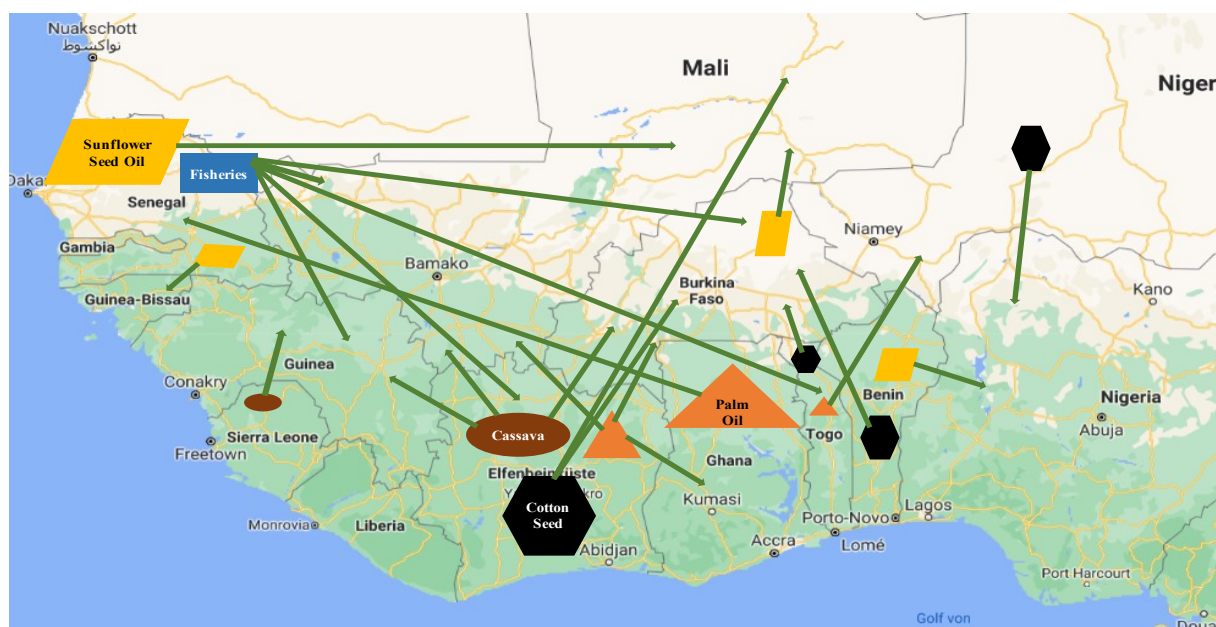 Nuakschott
نواكشوط
Mali
Niger
Sunflower
Seed Oil
Fisheries
Senegal
Gambia
Niamey
Bamako
Burkina
Faso
Kano
Guinea-Bissau
Guinea
Conakry
Benin
Nigeria
Palm
Oil
Abuja
Sierra Leone
Freetown
Cassava
Togo
Ghana
Kumasi
Cotton
Seed
Lagos
Porto-Novo
Monrovia
Liberia
Abidjan
Accra
Lomé
Port Harcourt
Golf von